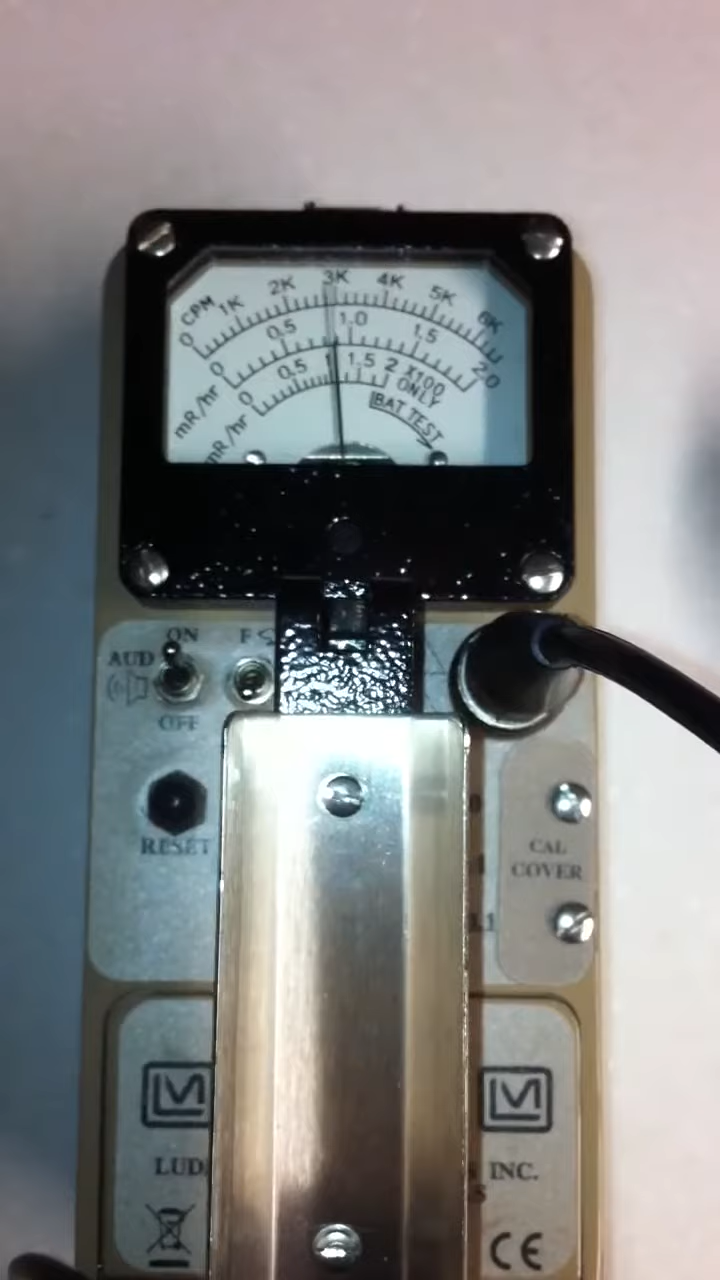 CPM 0 1K 2K 3K 4K 5K 6K
mR/hr 0 0.5 1.0 1.5 2.0
mR/hr 0 0.5 1 1.5 2 X100
ONLY
BAT TEST
ON
F S
AUD
OFF
RESET
CAL
COVER
LUD
INC.
S
CE